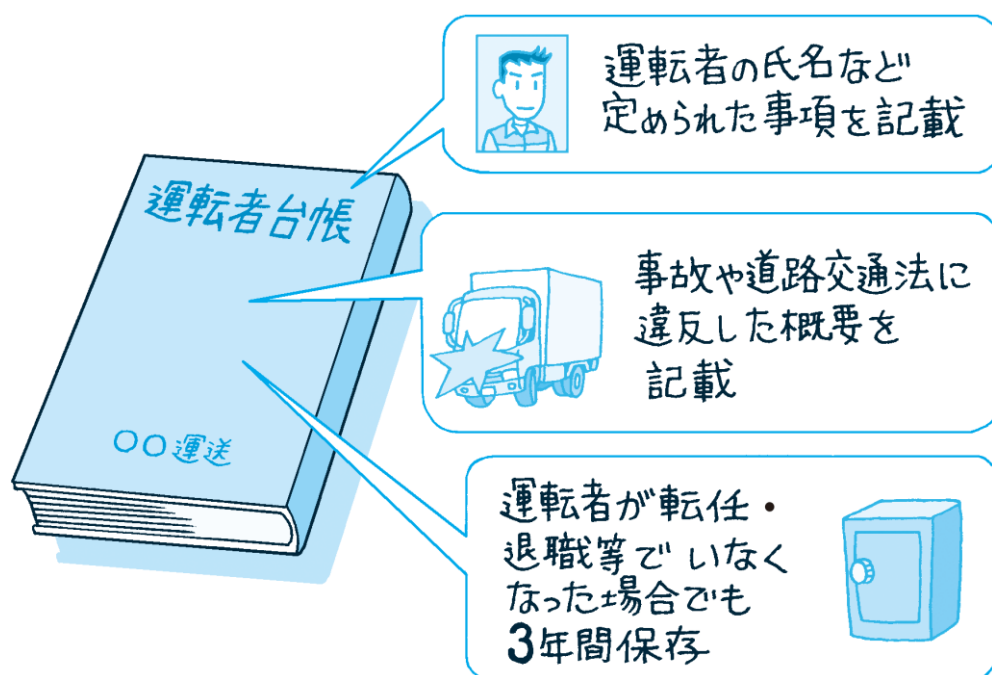 運転者の氏名など
定められた事項を記載
運転者台帳
事故や道路交通法に
違反した概要を
記載
〇〇運送
運転者が転任・
退職等でいなく
なった場合でも
3年間保存